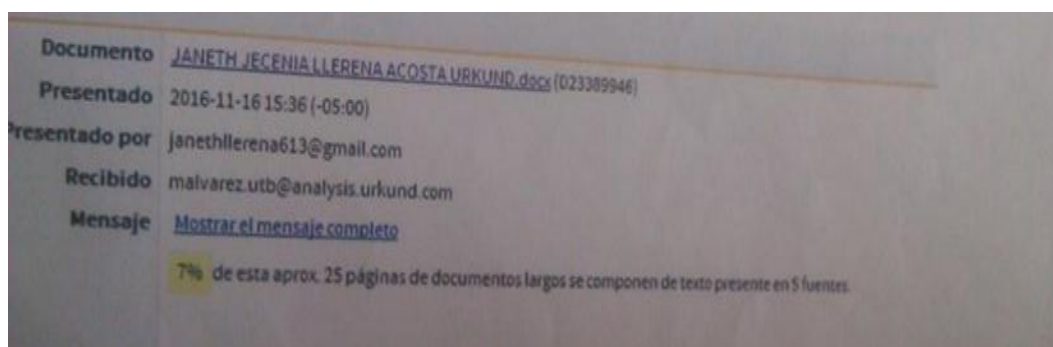 Documento JANETH JECENIA LLERENA ACOSTA URKUND.docx (D23389946)
Presentado 2016-11-16 15:36 (-05:00)
Presentado por janethllerena613@gmail.com
Recibido malvarez.utb@analysis.urkund.com
Mensaje Mostrar el mensaje completo
7% de esta aprox. 25 páginas de documentos largos se componen de texto presente en 5 fuentes.